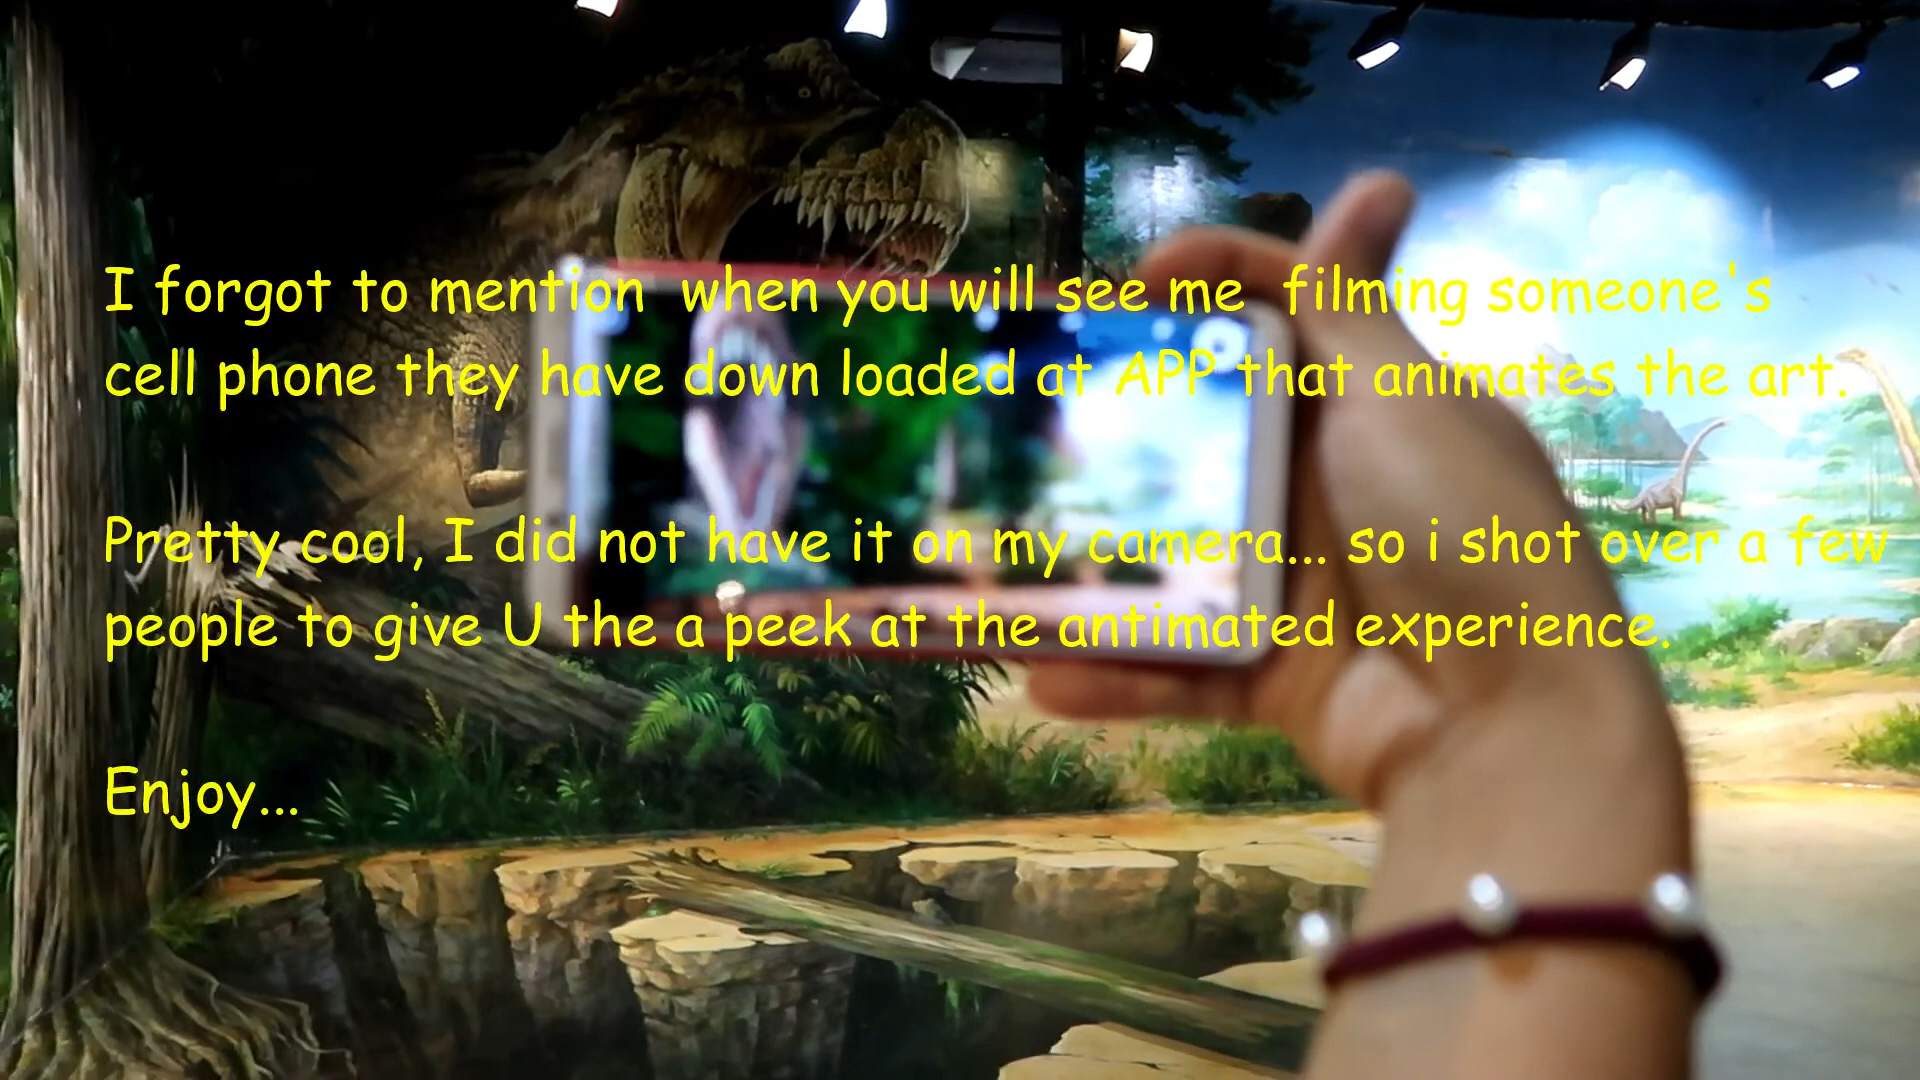 I forgot to mention  when you will see me  filming someone's
cell phone they have down loaded at APP that animates the art.
Pretty cool, I did not have it on my camera... so i shot over a few
people to give U the a peek at the antimated experience.
Enjoy...